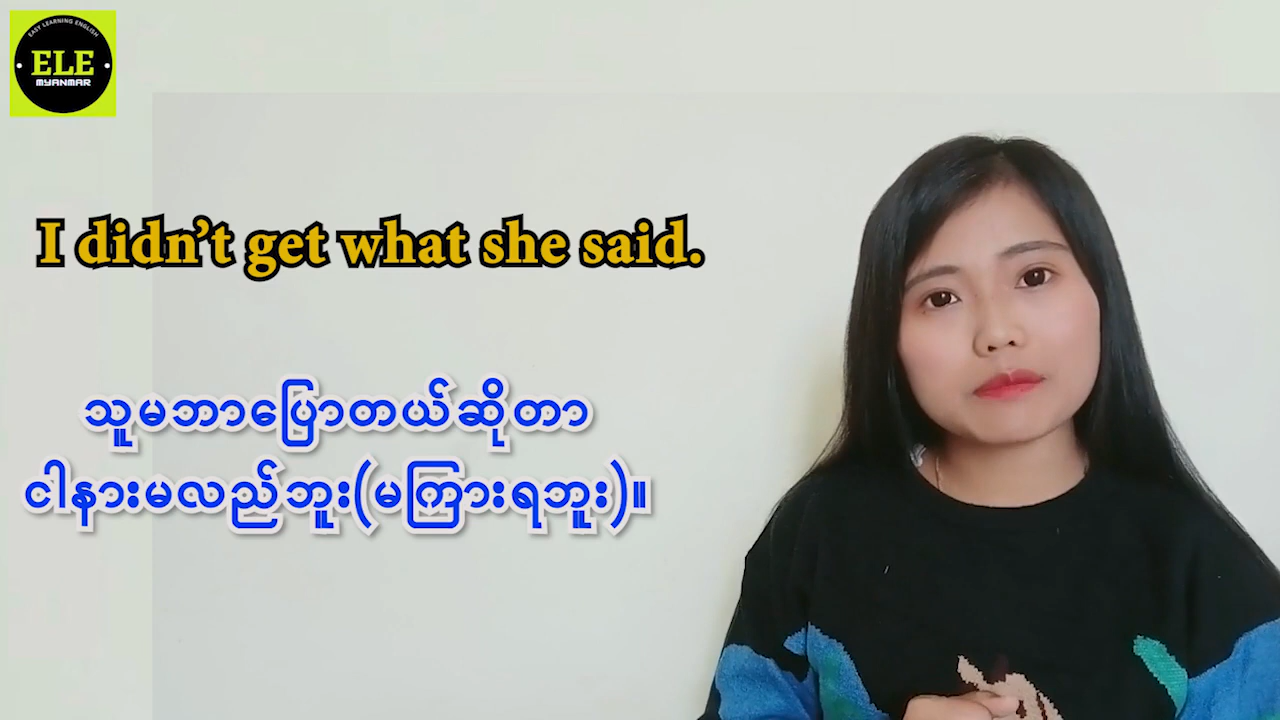 EASY LEARNING ENGLISH
ELE
MYANMAR
I didn’t get what she said.
သူမဘာပြောတယ်ဆိုတာ
ငါနားမလည်ဘူး(မကြားရဘူး)။